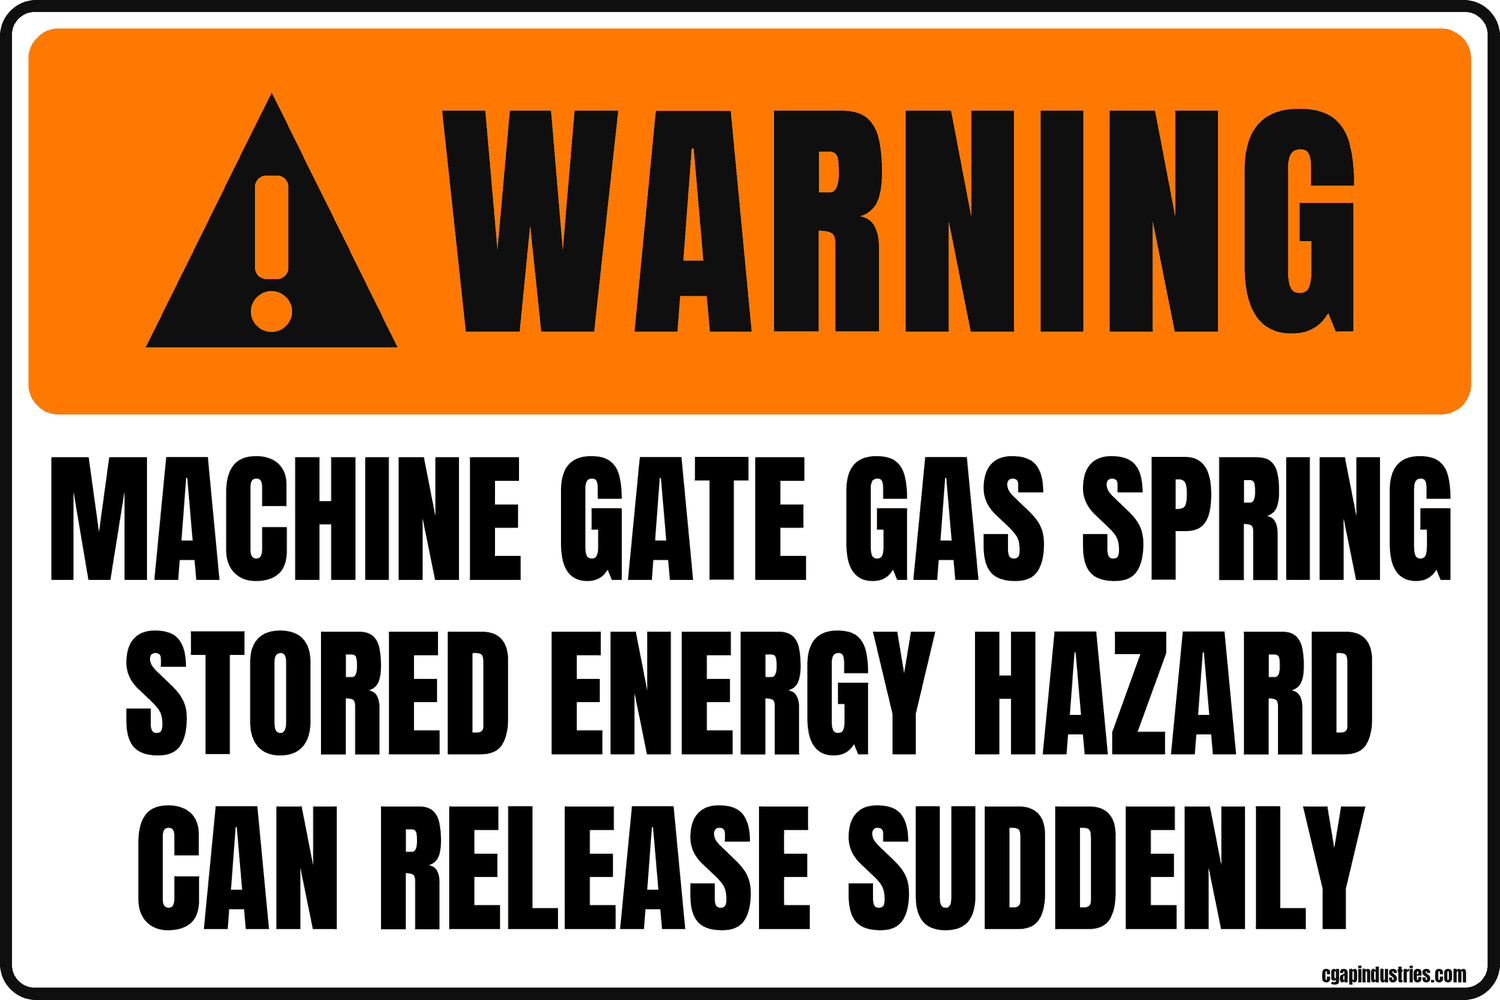 WARNING
MACHINE GATE GAS SPRING
STORED ENERGY HAZARD
CAN RELEASE SUDDENLY
cgapindustries.com